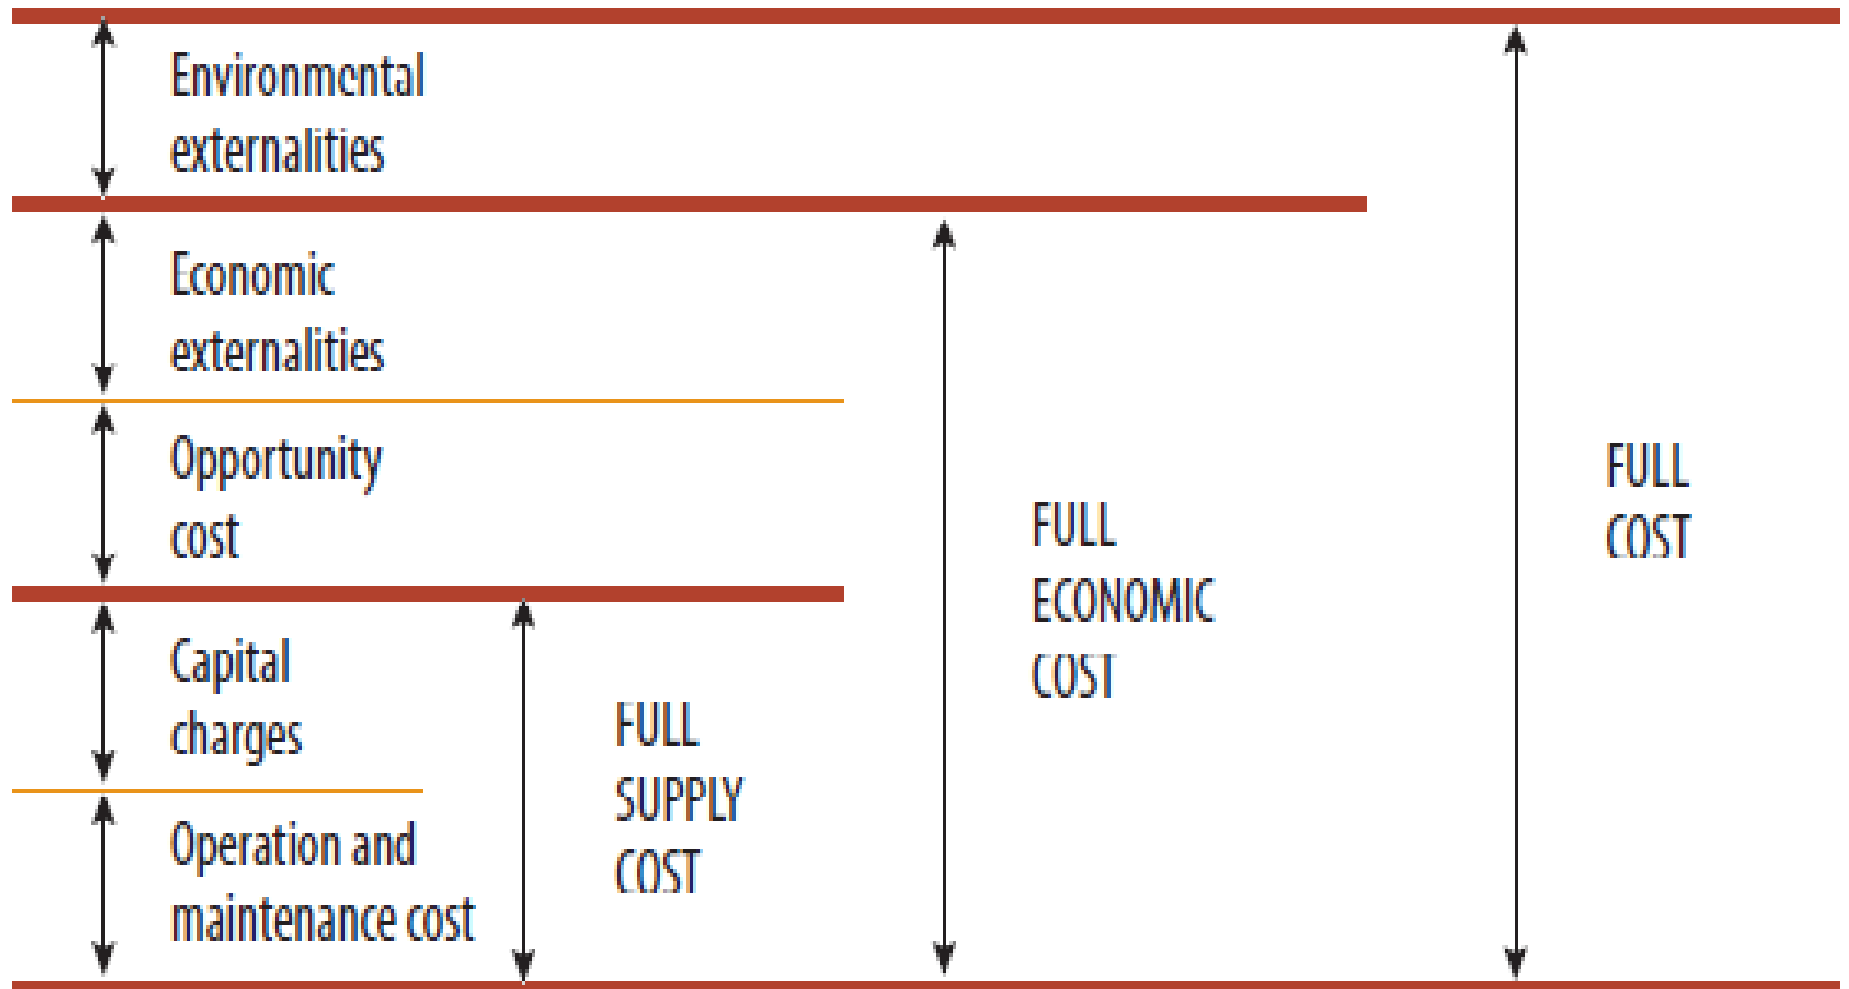 Environmental
externalities
Economic
externalities
Opportunity
cost
Capital
charges
Operation and
maintenance cost
FULL
SUPPLY
COST
FULL
ECONOMIC
COST
FULL
COST